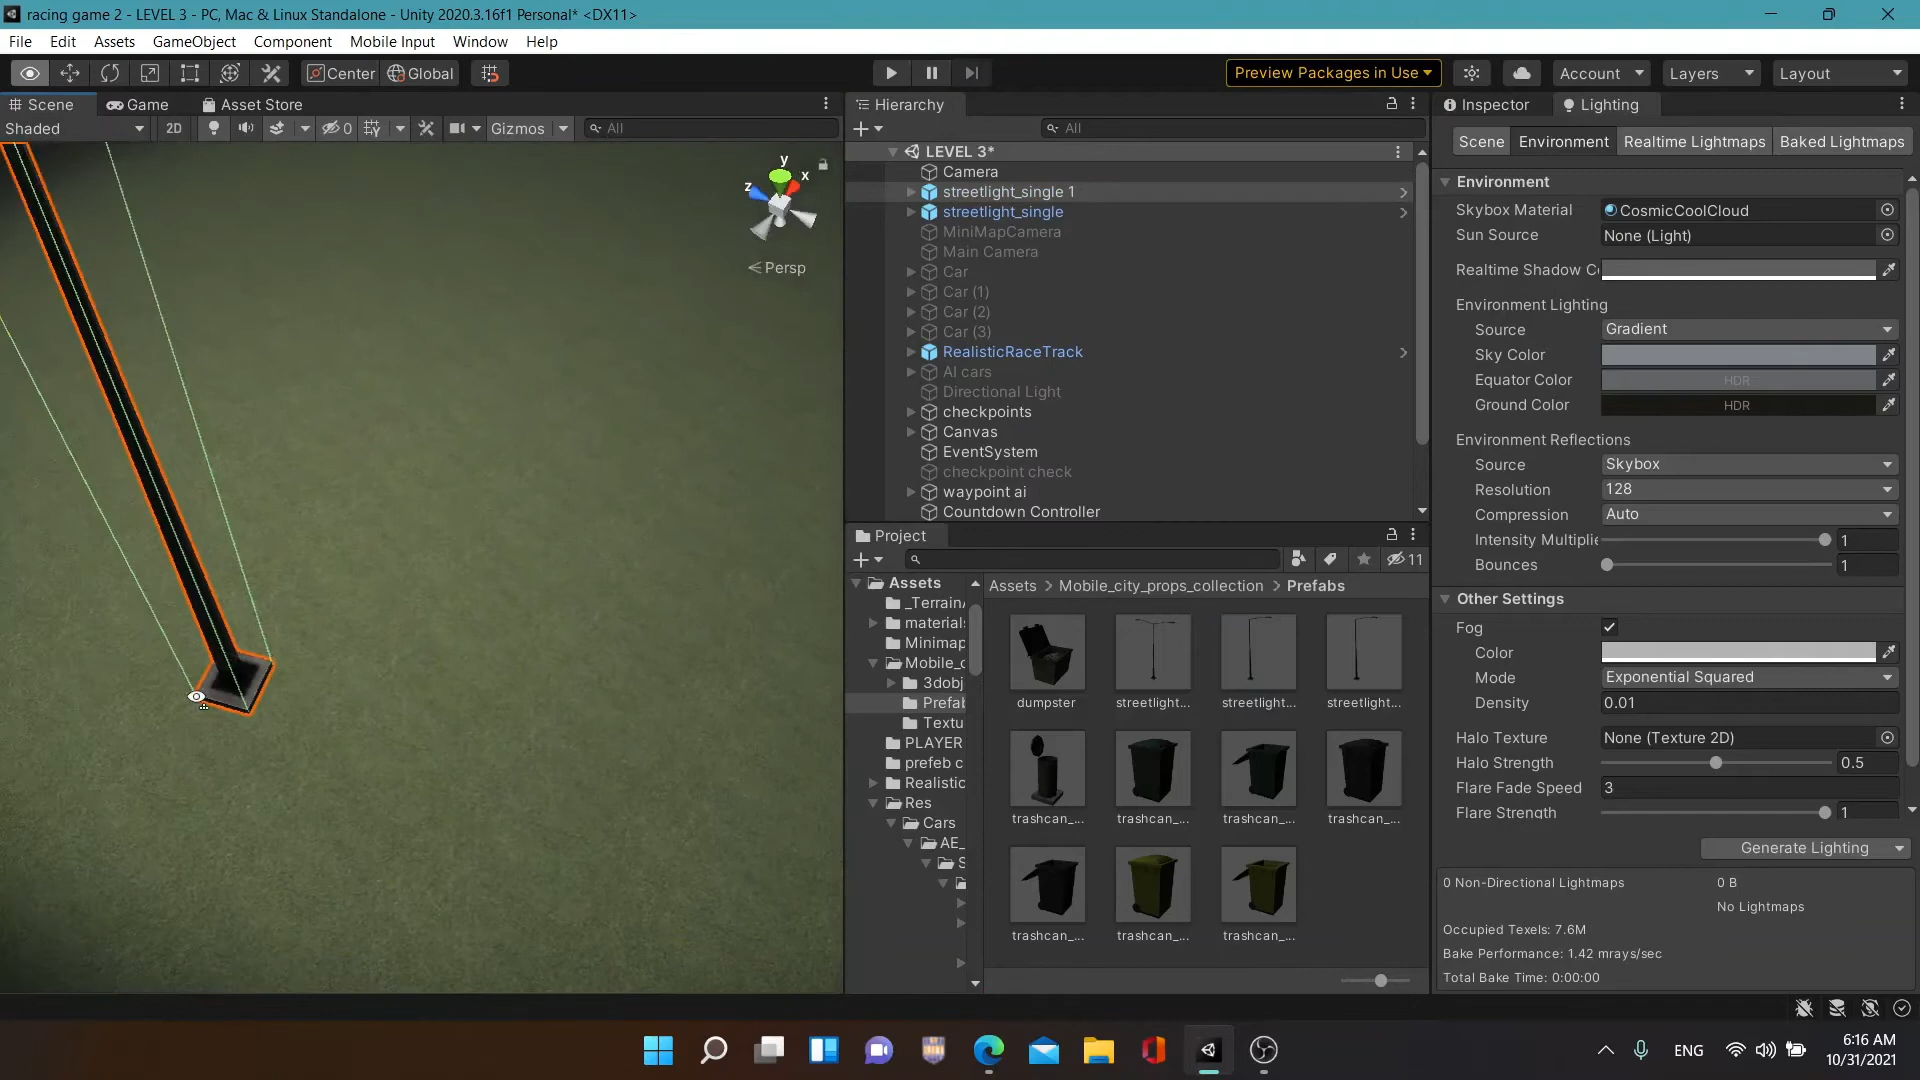 racing game 2 - LEVEL 3 - PC, Mac & Linux Standalone - Unity 2020.3.16f1 Personal* <DX11>
File Edit Assets GameObject Component Mobile Input Window Help
Center Global Preview Packages in Use Account Layers Layout
Scene Game Asset Store
Shaded 2D 0 Gizmos All
y
x
z
Persp
Hierarchy
All
LEVEL 3*
Camera
streetlight_single 1
streetlight_single
MiniMapCamera
Main Camera
Car
Car (1)
Car (2)
Car (3)
RealisticRaceTrack
AI cars
Directional Light
checkpoints
Canvas
EventSystem
checkpoint check
waypoint ai
Countdown Controller
Project
11
Assets
_Terrain
material
Minimap
Mobile_c
3dobj
Prefab
Textu
PLAYER
prefeb c
Realistic
Res
Cars
AE_
S
Assets > Mobile_city_props_collection > Prefabs
dumpster streetlight... streetlight... streetlight...
trashcan_... trashcan_... trashcan_... trashcan_...
trashcan_... trashcan_... trashcan_...
Inspector Lighting
Scene Environment Realtime Lightmaps Baked Lightmaps
Environment
Skybox Material CosmicCoolCloud
Sun Source None (Light)
Realtime Shadow C
Environment Lighting
Source Gradient
Sky Color
Equator Color HDR
Ground Color HDR
Environment Reflections
Source Skybox
Resolution 128
Compression Auto
Intensity Multiplie 1
Bounces 1
Other Settings
Fog
Color
Mode Exponential Squared
Density 0.01
Halo Texture None (Texture 2D)
Halo Strength 0.5
Flare Fade Speed 3
Flare Strength 1
Generate Lighting
0 Non-Directional Lightmaps 0 B
No Lightmaps
Occupied Texels: 7.6M
Bake Performance: 1.42 mrays/sec
Total Bake Time: 0:00:00
ENG
6:16 AM
10/31/2021